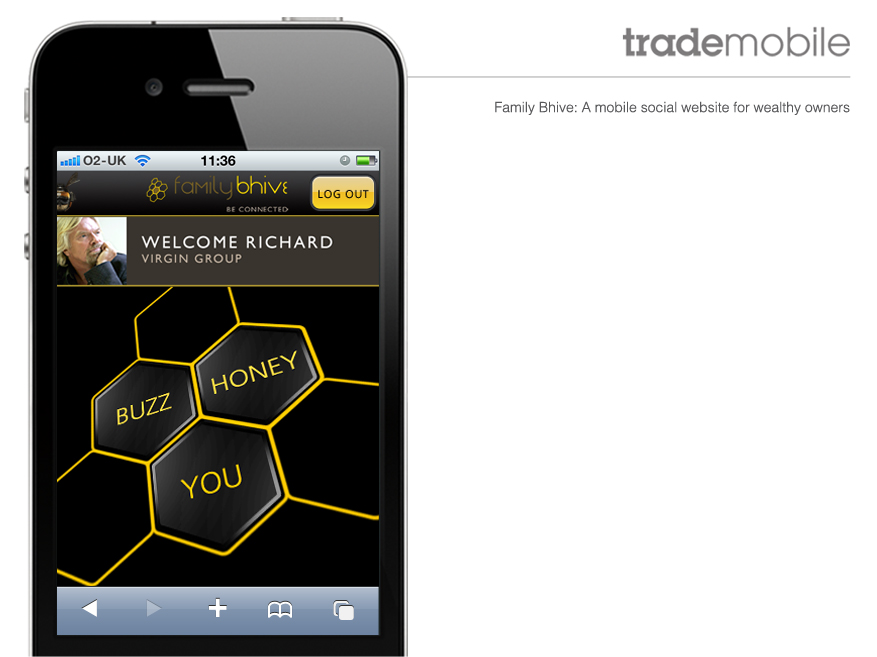 trademobile
Family Bhive: A mobile social website for wealthy owners
O2-UK 11:36
family bhive
BE CONNECTED
LOG OUT
WELCOME RICHARD
VIRGIN GROUP
HONEY
BUZZ
YOU